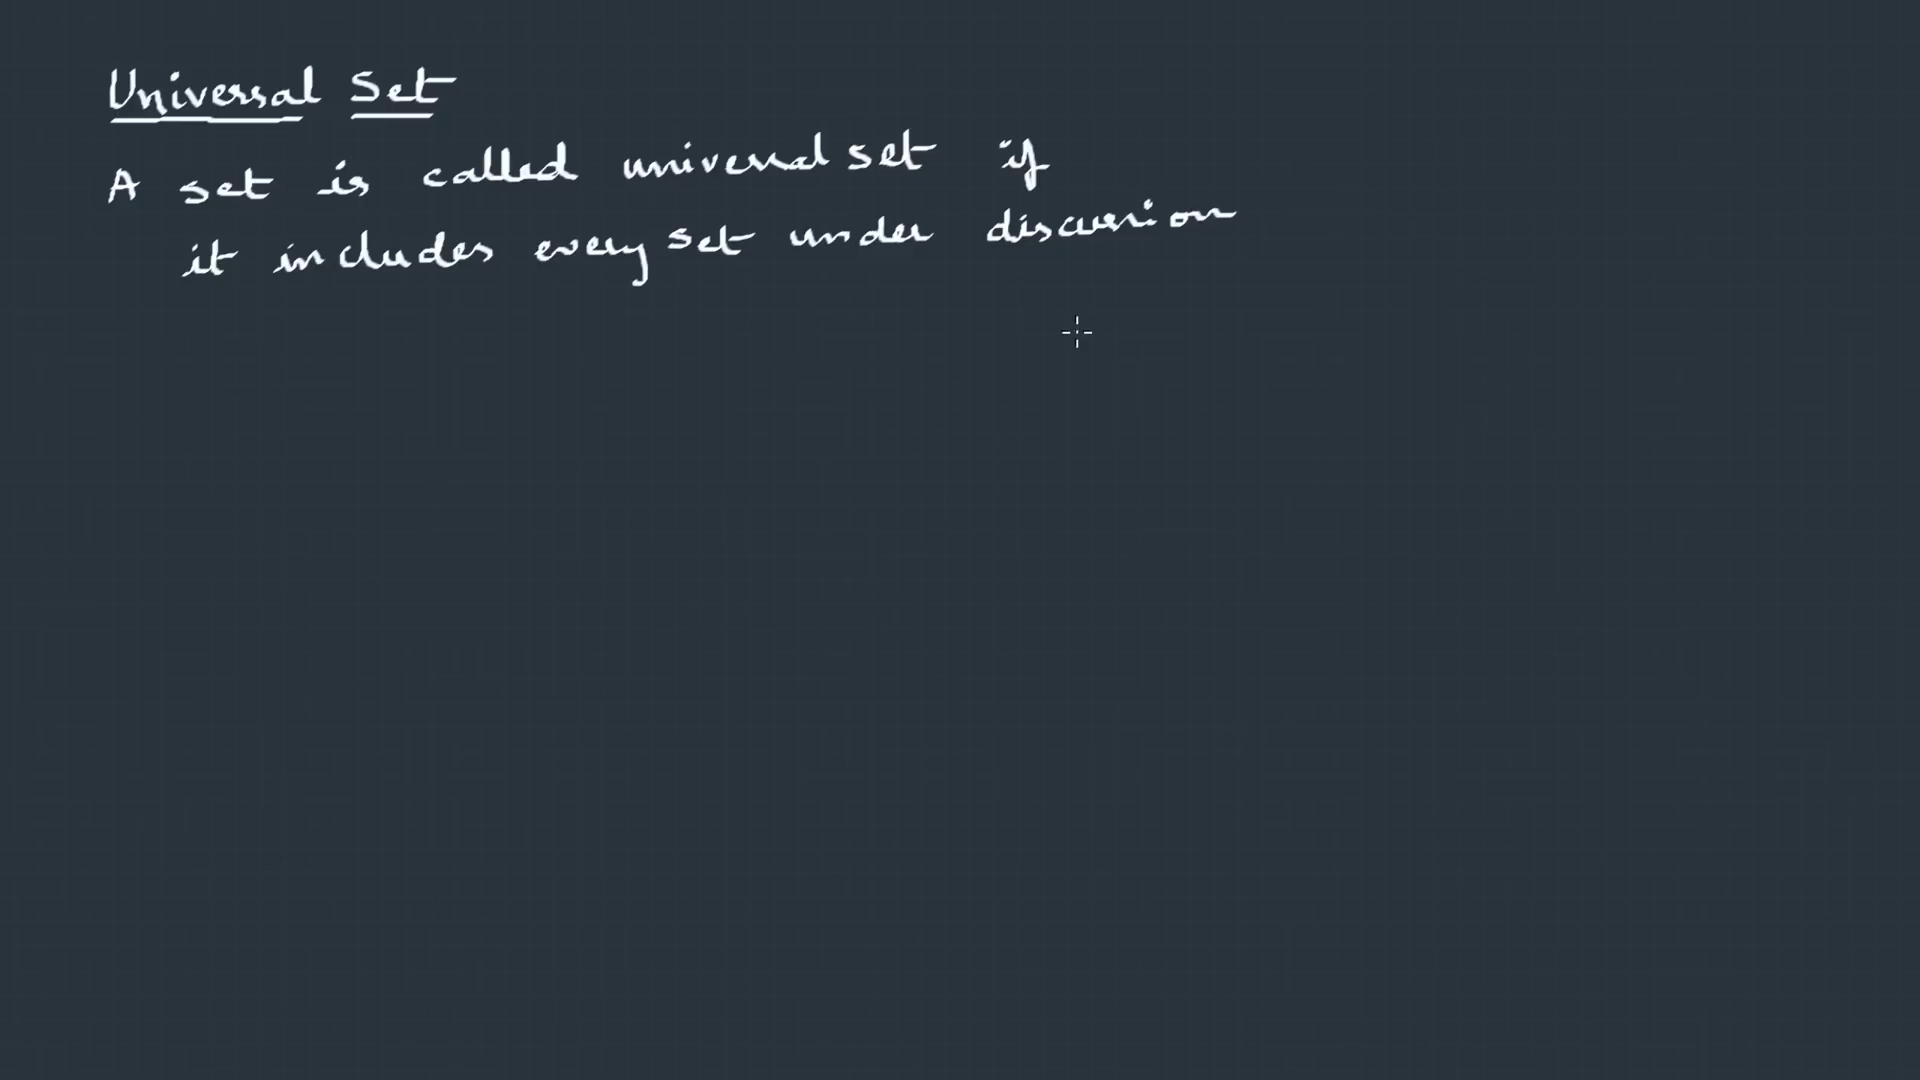 Universal Set
A set is called universal set if
it includes every set under discussion